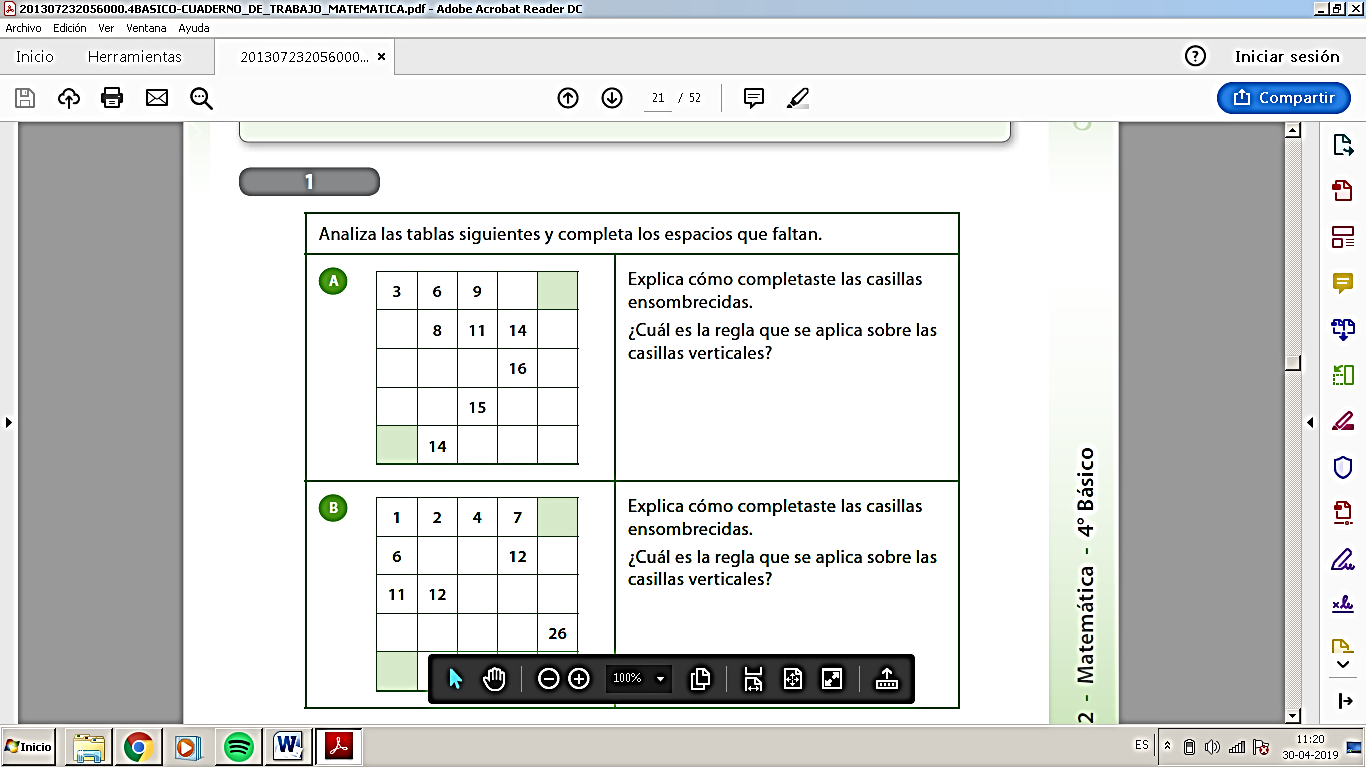 201307232056000.4BASICO-CUADERNO_DE_TRABAJO_MATEMATICA.pdf - Adobe Acrobat Reader DC
Archivo Edición Ver Ventana Ayuda
Inicio Herramientas 201307232056000... × Iniciar sesión
21 / 52 Compartir
1
Analiza las tablas siguientes y completa los espacios que faltan.
A
3 6 9
8 11 14
16
15
14
Explica cómo completaste las casillas
ensombrecidas.
¿Cuál es la regla que se aplica sobre las
casillas verticales?
B
1 2 4 7
6 12
11 12
26
Explica cómo completaste las casillas
ensombrecidas.
¿Cuál es la regla que se aplica sobre las
casillas verticales?
2 - Matemática - 4° Básico
100%
Inicio
ES
11:20
30-04-2019